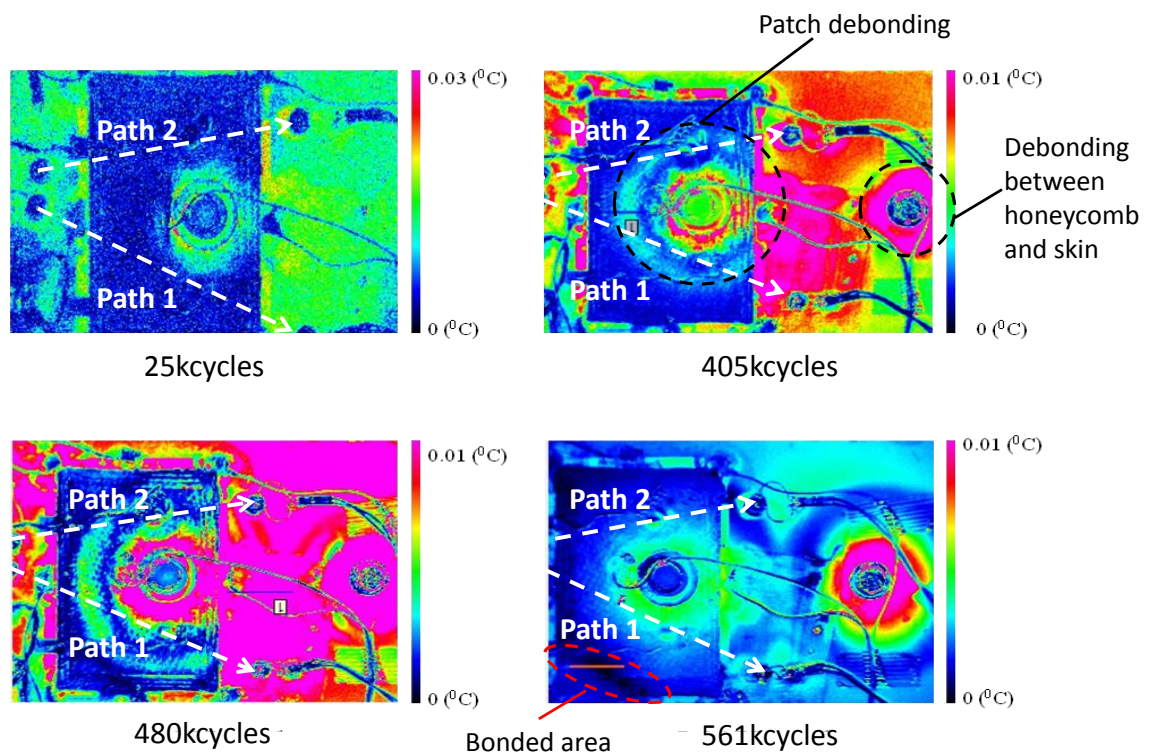 Patch debonding
0.03 (⁰C)
0.01 (⁰C)
Path 2
Path 2
Debonding
between
honeycomb
and skin
1
Path 1
Path 1
0 (⁰C)
0 (⁰C)
25kcycles
405kcycles
0.01 (⁰C)
0.01 (⁰C)
Path 2
Path 2
1
Path 1
Path 1
0 (⁰C)
0 (⁰C)
480kcycles
Bonded area
561kcycles